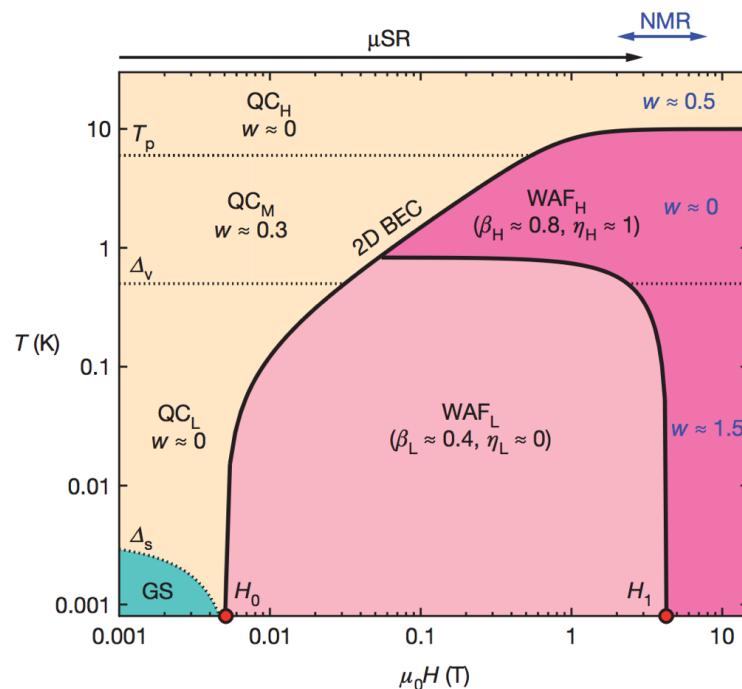 NMR
μSR
QC_H
w ≈ 0
w ≈ 0.5
10
T_p
QC_M
w ≈ 0.3
2D BEC
WAF_H
(β_H ≈ 0.8, η_H ≈ 1)
w ≈ 0
1
Δ_v
T (K)
0.1
QC_L
w ≈ 0
WAF_L
(β_L ≈ 0.4, η_L ≈ 0)
w ≈ 1.5
0.01
Δ_s
GS
H_0
H_1
0.001
0.001
0.01
0.1
1
10
μ_0H (T)